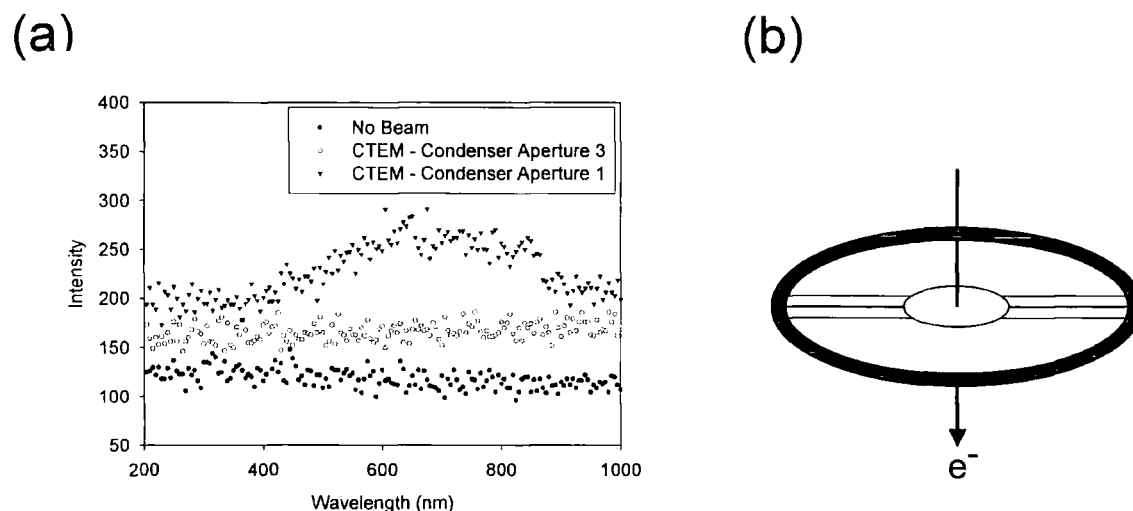 (a)
(b)
400
350
300
250
200
150
100
50
Intensity
No Beam
CTEM - Condenser Aperture 3
CTEM - Condenser Aperture 1
200
400
600
800
1000
Wavelength (nm)
e-